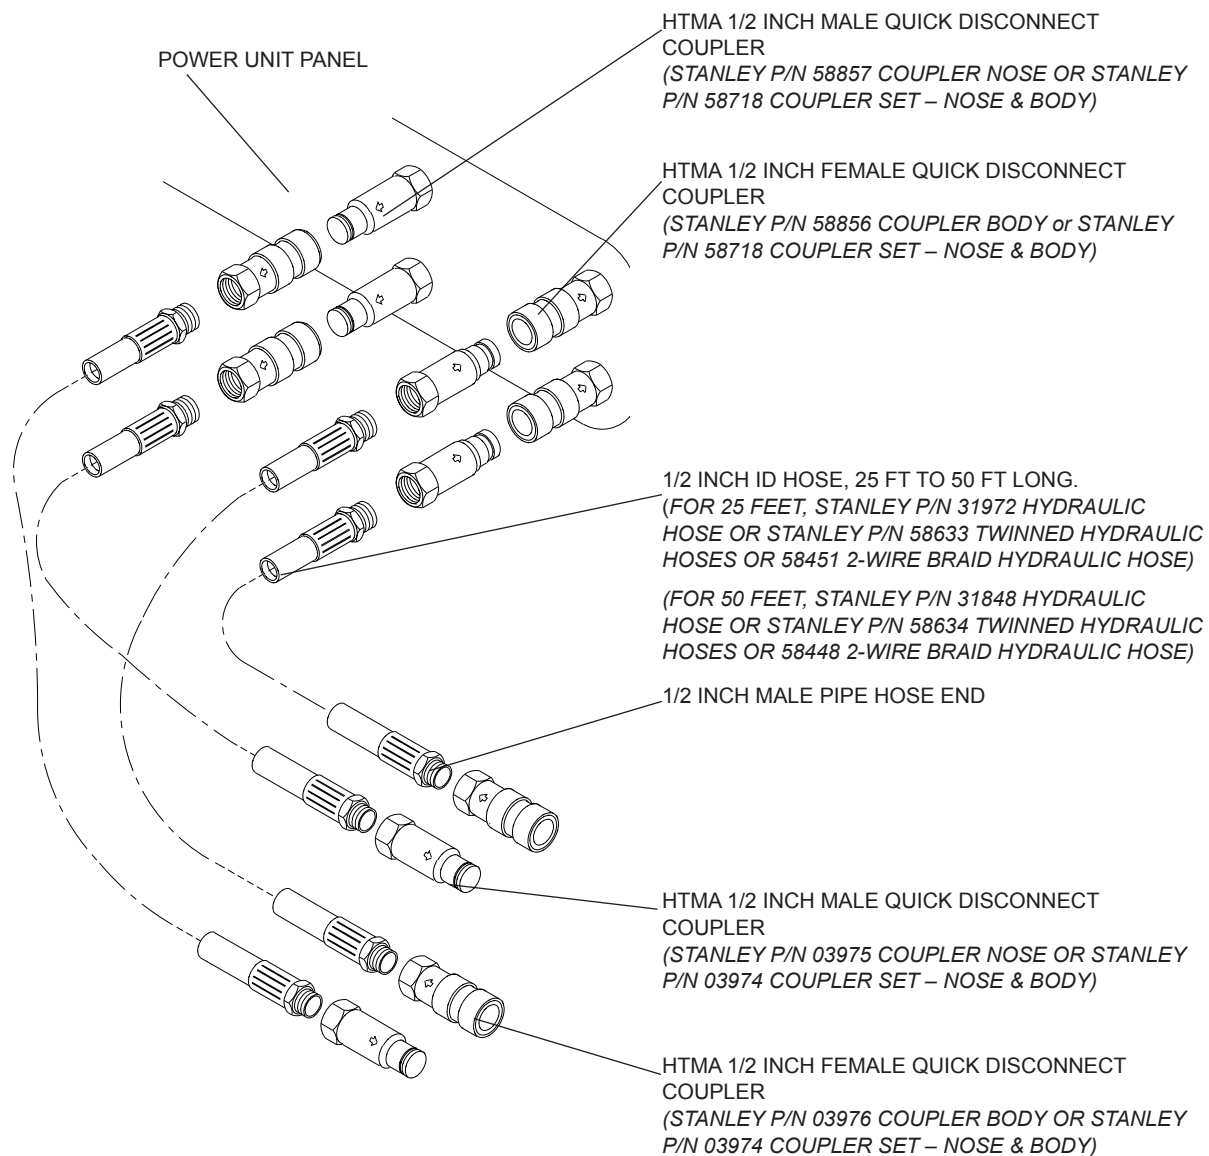 POWER UNIT PANEL
HTMA 1/2 INCH MALE QUICK DISCONNECT
COUPLER
(STANLEY P/N 58857 COUPLER NOSE OR STANLEY
P/N 58718 COUPLER SET – NOSE & BODY)
HTMA 1/2 INCH FEMALE QUICK DISCONNECT
COUPLER
(STANLEY P/N 58856 COUPLER BODY or STANLEY
P/N 58718 COUPLER SET – NOSE & BODY)
1/2 INCH ID HOSE, 25 FT TO 50 FT LONG.
(FOR 25 FEET, STANLEY P/N 31972 HYDRAULIC
HOSE OR STANLEY P/N 58633 TWINNED HYDRAULIC
HOSES OR 58451 2-WIRE BRAID HYDRAULIC HOSE)
(FOR 50 FEET, STANLEY P/N 31848 HYDRAULIC
HOSE OR STANLEY P/N 58634 TWINNED HYDRAULIC
HOSES OR 58448 2-WIRE BRAID HYDRAULIC HOSE)
1/2 INCH MALE PIPE HOSE END
HTMA 1/2 INCH MALE QUICK DISCONNECT
COUPLER
(STANLEY P/N 03975 COUPLER NOSE OR STANLEY
P/N 03974 COUPLER SET – NOSE & BODY)
HTMA 1/2 INCH FEMALE QUICK DISCONNECT
COUPLER
(STANLEY P/N 03976 COUPLER BODY OR STANLEY
P/N 03974 COUPLER SET – NOSE & BODY)